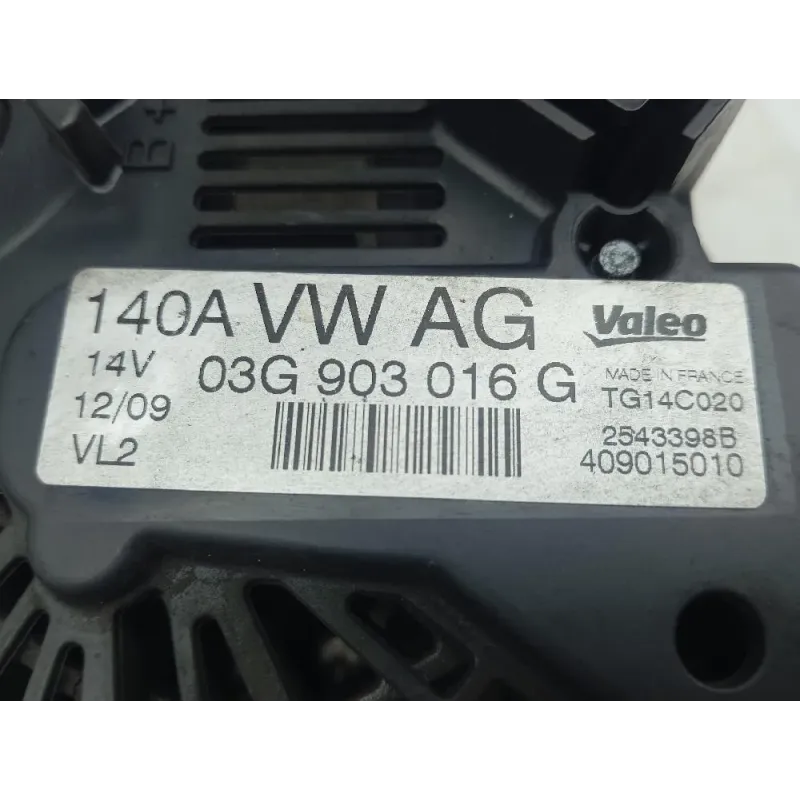 B+
140A VW AG Valeo
14V 03G 903 016 G MADE IN FRANCE
12/09 TG14C020
VL2 2543398B
409015010